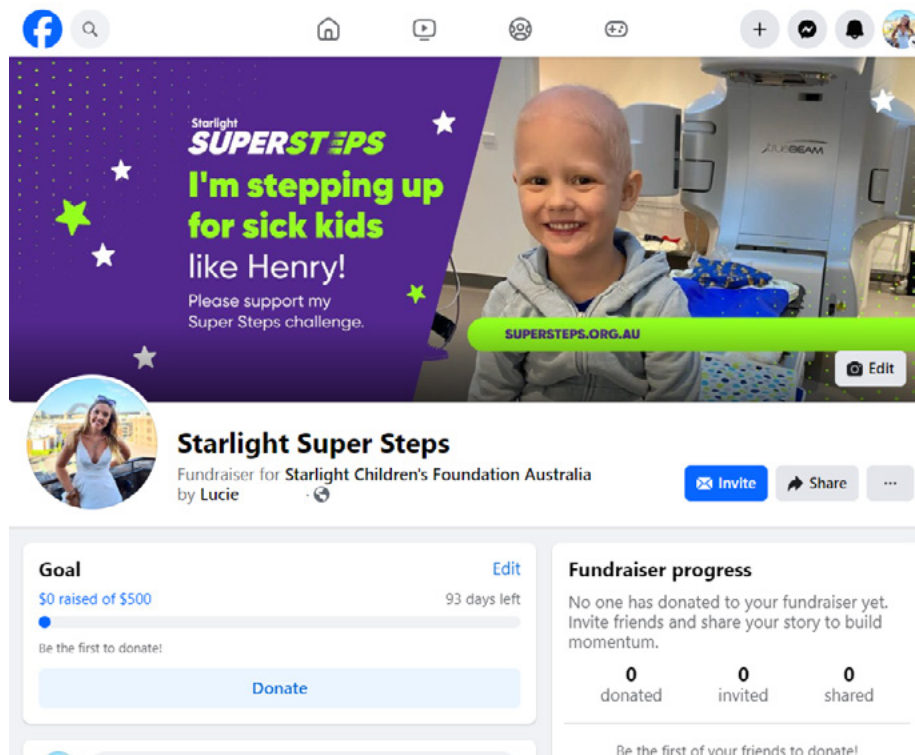 Starlight
SUPERSTEPS
I'm stepping up
for sick kids
like Henry!
Please support my
Super Steps challenge.
TRUEBEAM
SUPERSTEPS.ORG.AU
Edit
Starlight Super Steps
Fundraiser for Starlight Children's Foundation Australia
by Lucie ·
Invite
Share
Goal
Edit
$0 raised of $500
93 days left
Be the first to donate!
Donate
Fundraiser progress
No one has donated to your fundraiser yet.
Invite friends and share your story to build
momentum.
0 0 0
donated invited shared
Be the first of your friends to donate!